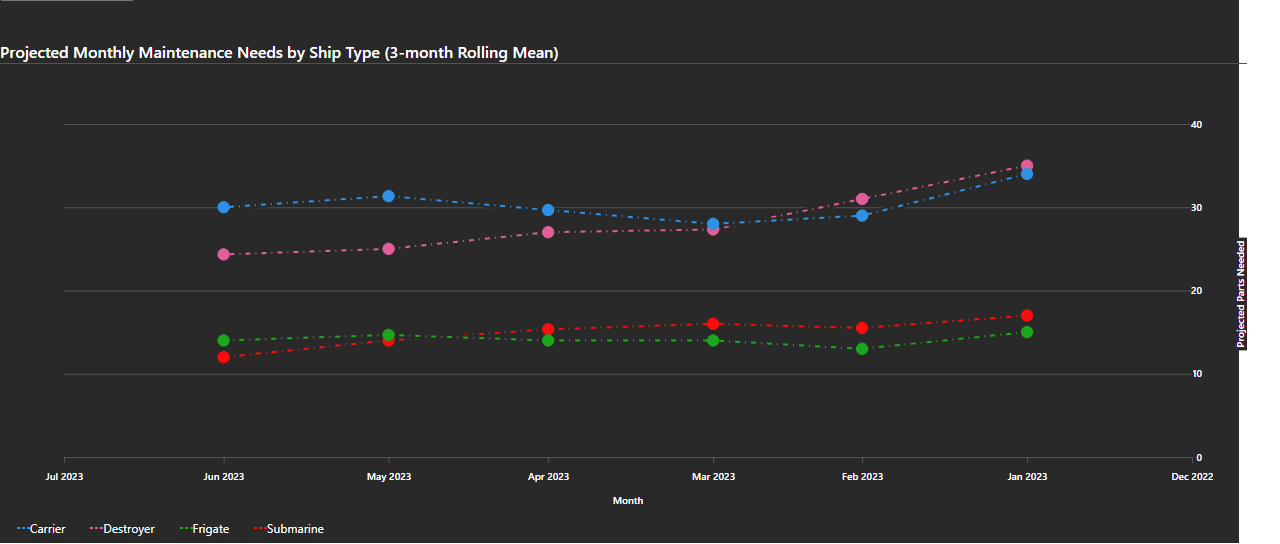 Projected Monthly Maintenance Needs by Ship Type (3-month Rolling Mean)
40
30
20
10
0
Projected Parts Needed
Jul 2023 Jun 2023 May 2023 Apr 2023 Mar 2023 Feb 2023 Jan 2023 Dec 2022
Month
Carrier Destroyer Frigate Submarine